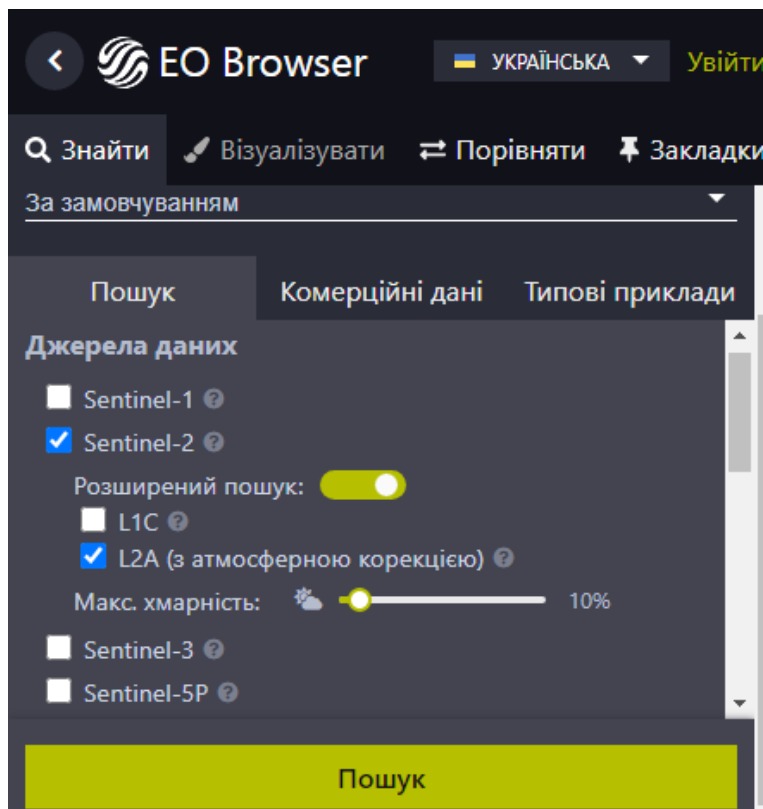 EO Browser УКРАЇНСЬКА Увійти
Знайти Візуалізувати Порівняти Закладки
За замовчуванням
Пошук Комерційні дані Типові приклади
Джерела даних
Sentinel-1
Sentinel-2
Розширений пошук:
L1C
L2A (з атмосферною корекцією)
Макс. хмарність: 10%
Sentinel-3
Sentinel-5P
Пошук